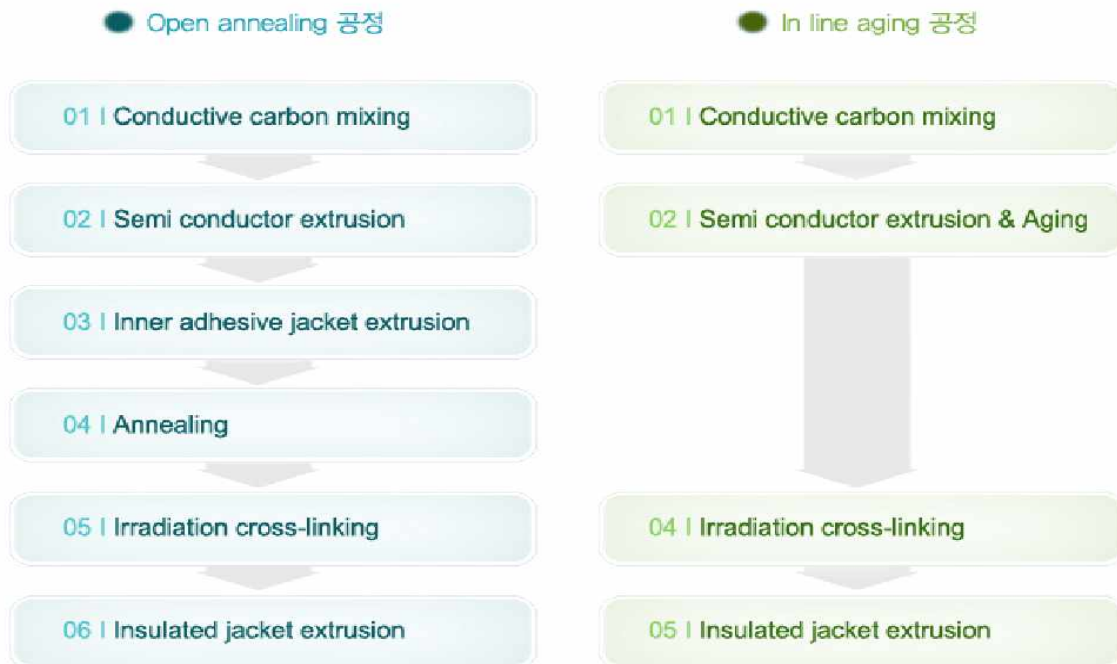 Open annealing 공정
01 | Conductive carbon mixing
02 | Semi conductor extrusion
03 | Inner adhesive jacket extrusion
04 | Annealing
05 | Irradiation cross-linking
06 | Insulated jacket extrusion
In line aging 공정
01 | Conductive carbon mixing
02 | Semi conductor extrusion & Aging
04 | Irradiation cross-linking
05 | Insulated jacket extrusion